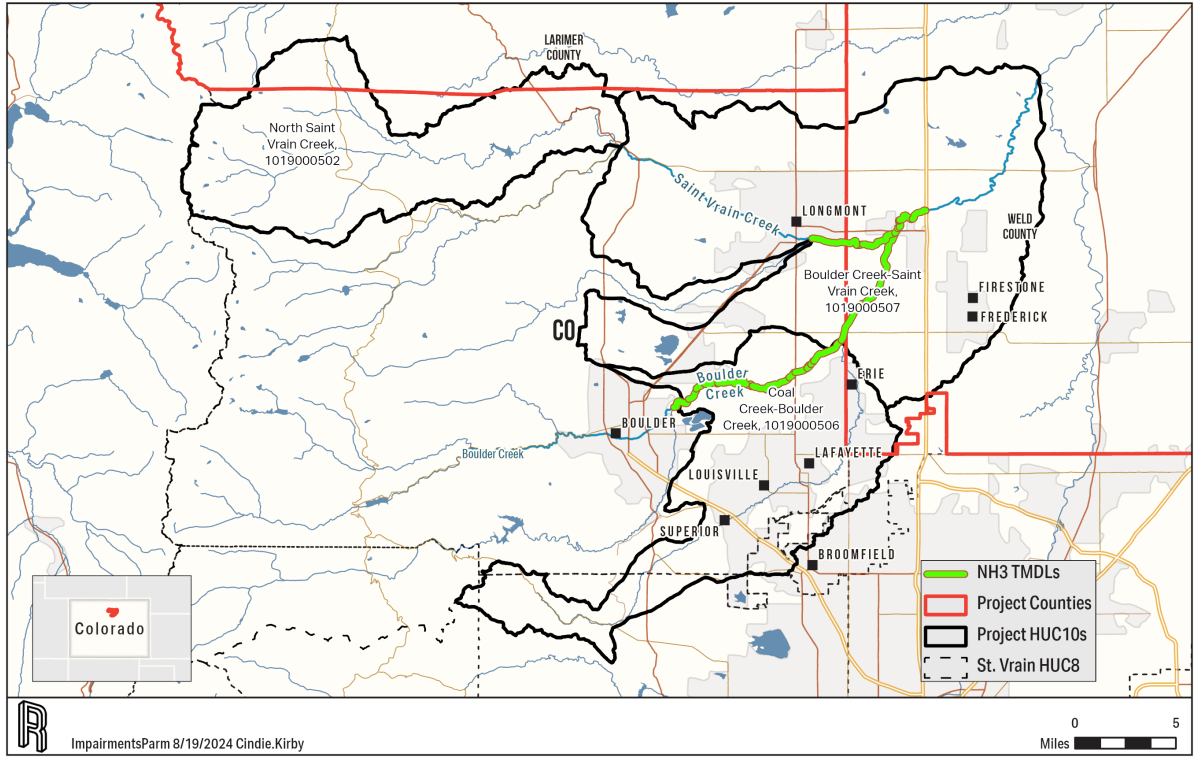 LARIMER
COUNTY
North Saint
Vrain Creek,
1019000502
Saint-Vrain-Creek
LONGMONT
WELD
COUNTY
Boulder Creek-Saint
Vrain Creek,
1019000507
FIRESTONE
FREDERICK
CO
Boulder
Creek
ERIE
Coal
Creek-Boulder
Creek, 1019000506
BOULDER
Boulder Creek
LAFAYETTE
LOUISVILLE
SUPERIOR
BROOMFIELD
NH3 TMDLs
Project Counties
Project HUC10s
St. Vrain HUC8
Colorado
R
ImpairmentsParm 8/19/2024 Cindie.Kirby
0 5
Miles